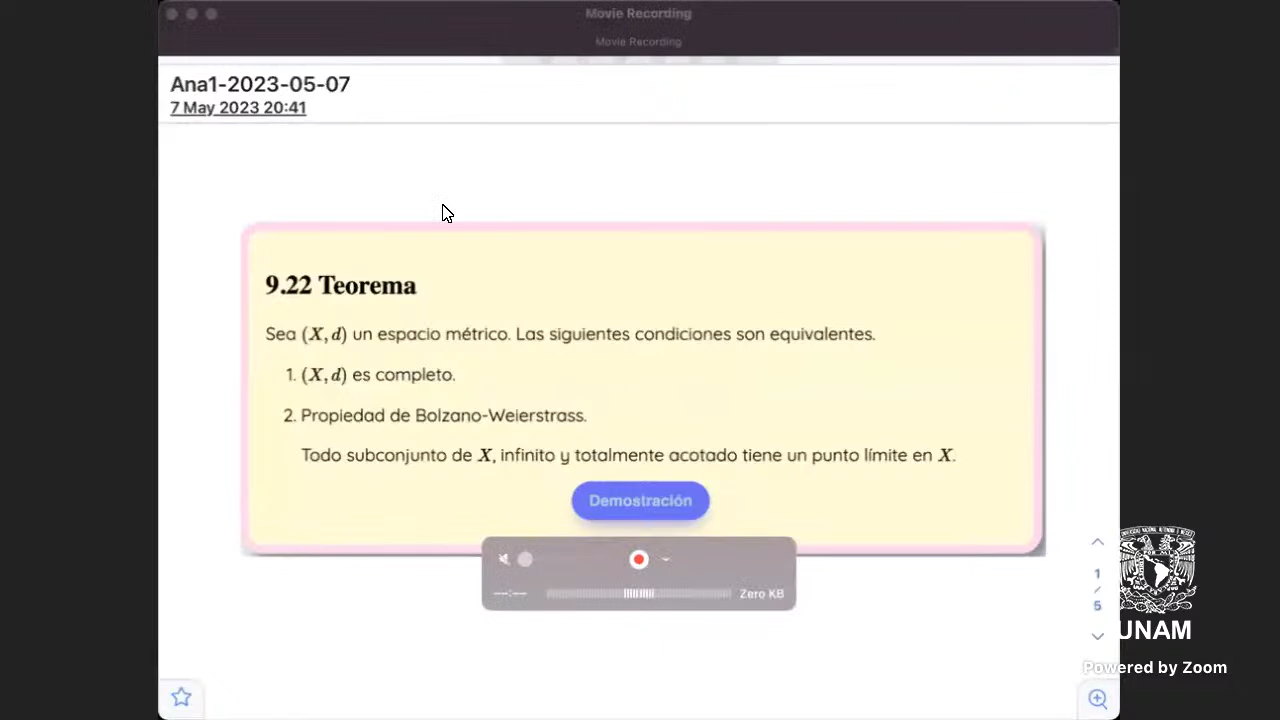 Movie Recording
Movie Recording
Ana1-2023-05-07
7 May 2023 20:41
9.22 Teorema
Sea (X, d) un espacio métrico. Las siguientes condiciones son equivalentes.
1. (X, d) es completo.
2. Propiedad de Bolzano-Weierstrass.
Todo subconjunto de X, infinito y totalmente acotado tiene un punto límite en X.
Demostración
--:--
Zero KB
1
/
5
UNAM
Powered by Zoom